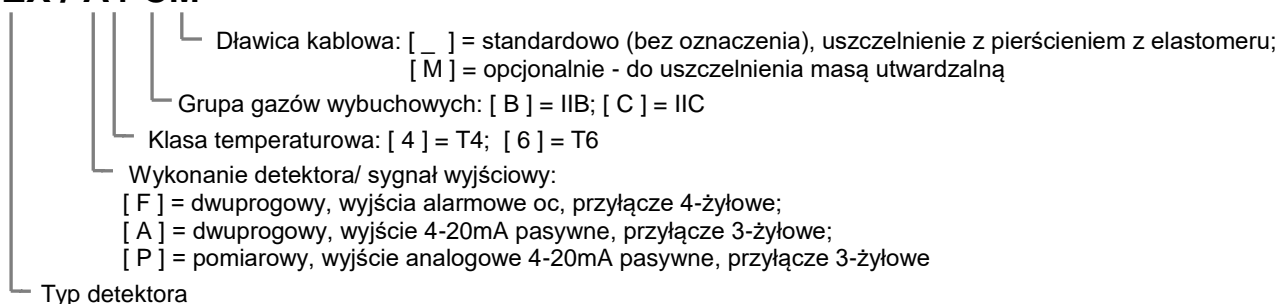 Dławica kablowa: [ _ ] = standardowo (bez oznaczenia), uszczelnienie z pierścieniem z elastomeru;
[ M ] = opcjonalnie - do uszczelnienia masą utwardzalną
Grupa gazów wybuchowych: [ B ] = IIB; [ C ] = IIC
Klasa temperaturowa: [ 4 ] = T4; [ 6 ] = T6
Wykonanie detektora/ sygnał wyjściowy:
[ F ] = dwuprogowy, wyjścia alarmowe oc, przyłącze 4-żyłowe;
[ A ] = dwuprogowy, wyjście 4-20mA pasywne, przyłącze 3-żyłowe;
[ P ] = pomiarowy, wyjście analogowe 4-20mA pasywne, przyłącze 3-żyłowe
Typ detektora